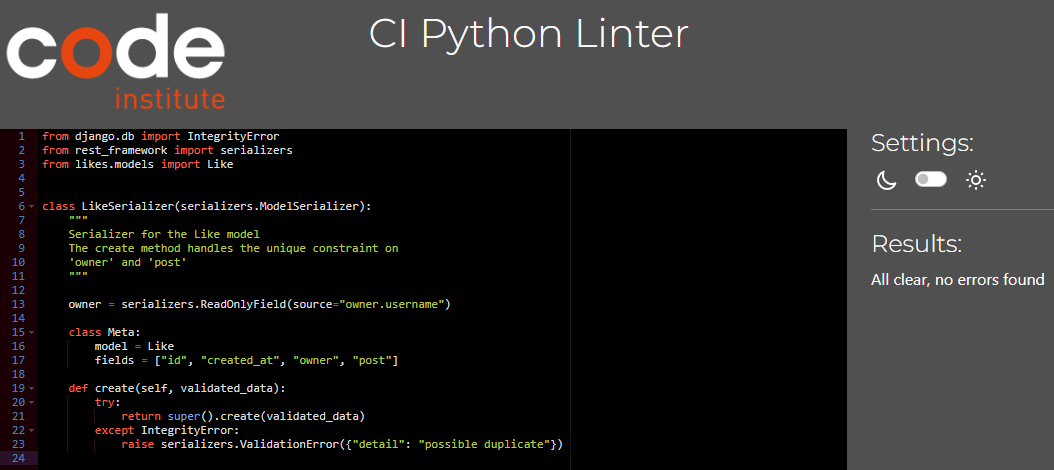 code
institute
CI Python Linter
1 from django.db import IntegrityError
2 from rest_framework import serializers
3 from likes.models import Like
4
5
6 class LikeSerializer(serializers.ModelSerializer):
7     """
8     Serializer for the Like model
9     The create method handles the unique constraint on
10     'owner' and 'post'
11     """
12
13     owner = serializers.ReadOnlyField(source="owner.username")
14
15     class Meta:
16         model = Like
17         fields = ["id", "created_at", "owner", "post"]
18
19     def create(self, validated_data):
20         try:
21             return super().create(validated_data)
22         except IntegrityError:
23             raise serializers.ValidationError({"detail": "possible duplicate"})
24
Settings:
Results:
All clear, no errors found